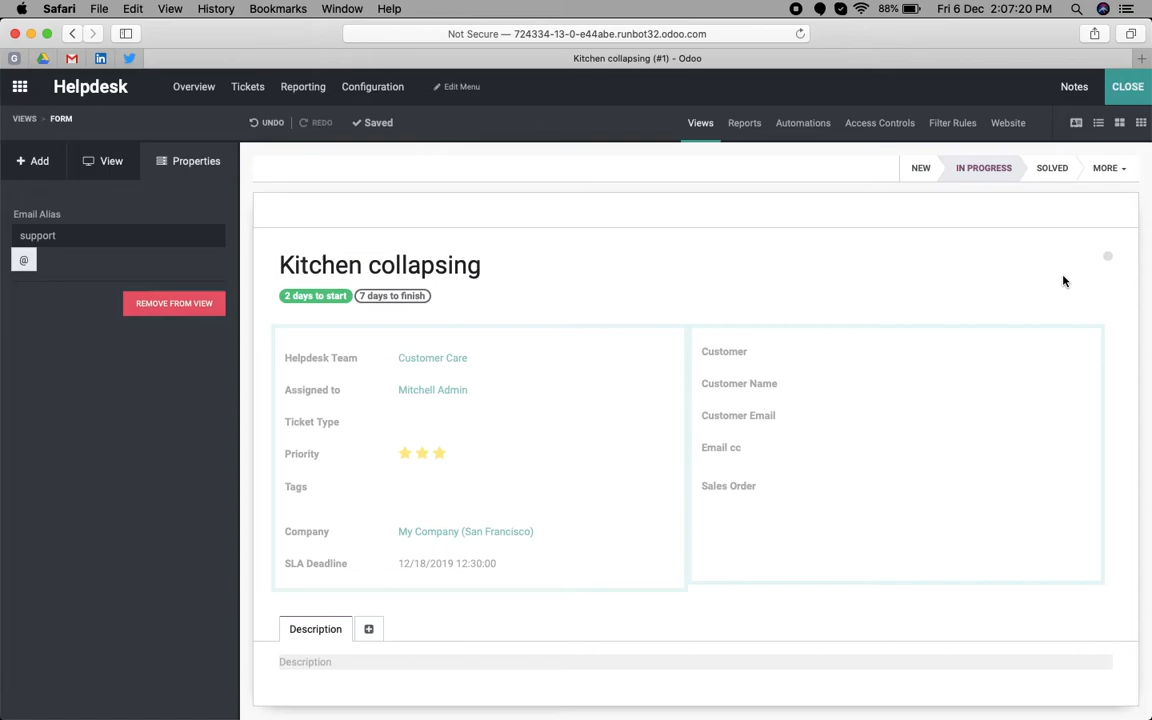 Safari File Edit View History Bookmarks Window Help 88% Fri 6 Dec 2:07:20 PM
Not Secure — 724334-13-0-e44abe.runbot32.odoo.com
Kitchen collapsing (#1) - Odoo
Helpdesk Overview Tickets Reporting Configuration Edit Menu Notes CLOSE
VIEWS > FORM UNDO REDO Saved Views Reports Automations Access Controls Filter Rules Website
Add View Properties
NEW IN PROGRESS SOLVED MORE
Email Alias
support
@
REMOVE FROM VIEW
Kitchen collapsing
2 days to start 7 days to finish
Helpdesk Team Customer Care
Assigned to Mitchell Admin
Ticket Type
Priority
Tags
Company My Company (San Francisco)
SLA Deadline 12/18/2019 12:30:00
Customer
Customer Name
Customer Email
Email cc
Sales Order
Description
Description